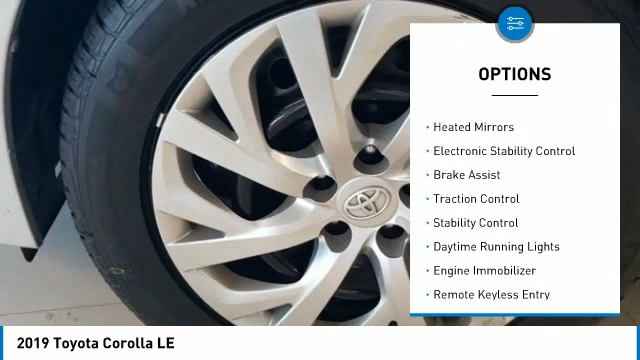 OPTIONS
• Heated Mirrors
• Electronic Stability Control
• Brake Assist
• Traction Control
• Stability Control
• Daytime Running Lights
• Engine Immobilizer
• Remote Keyless Entry
2019 Toyota Corolla LE